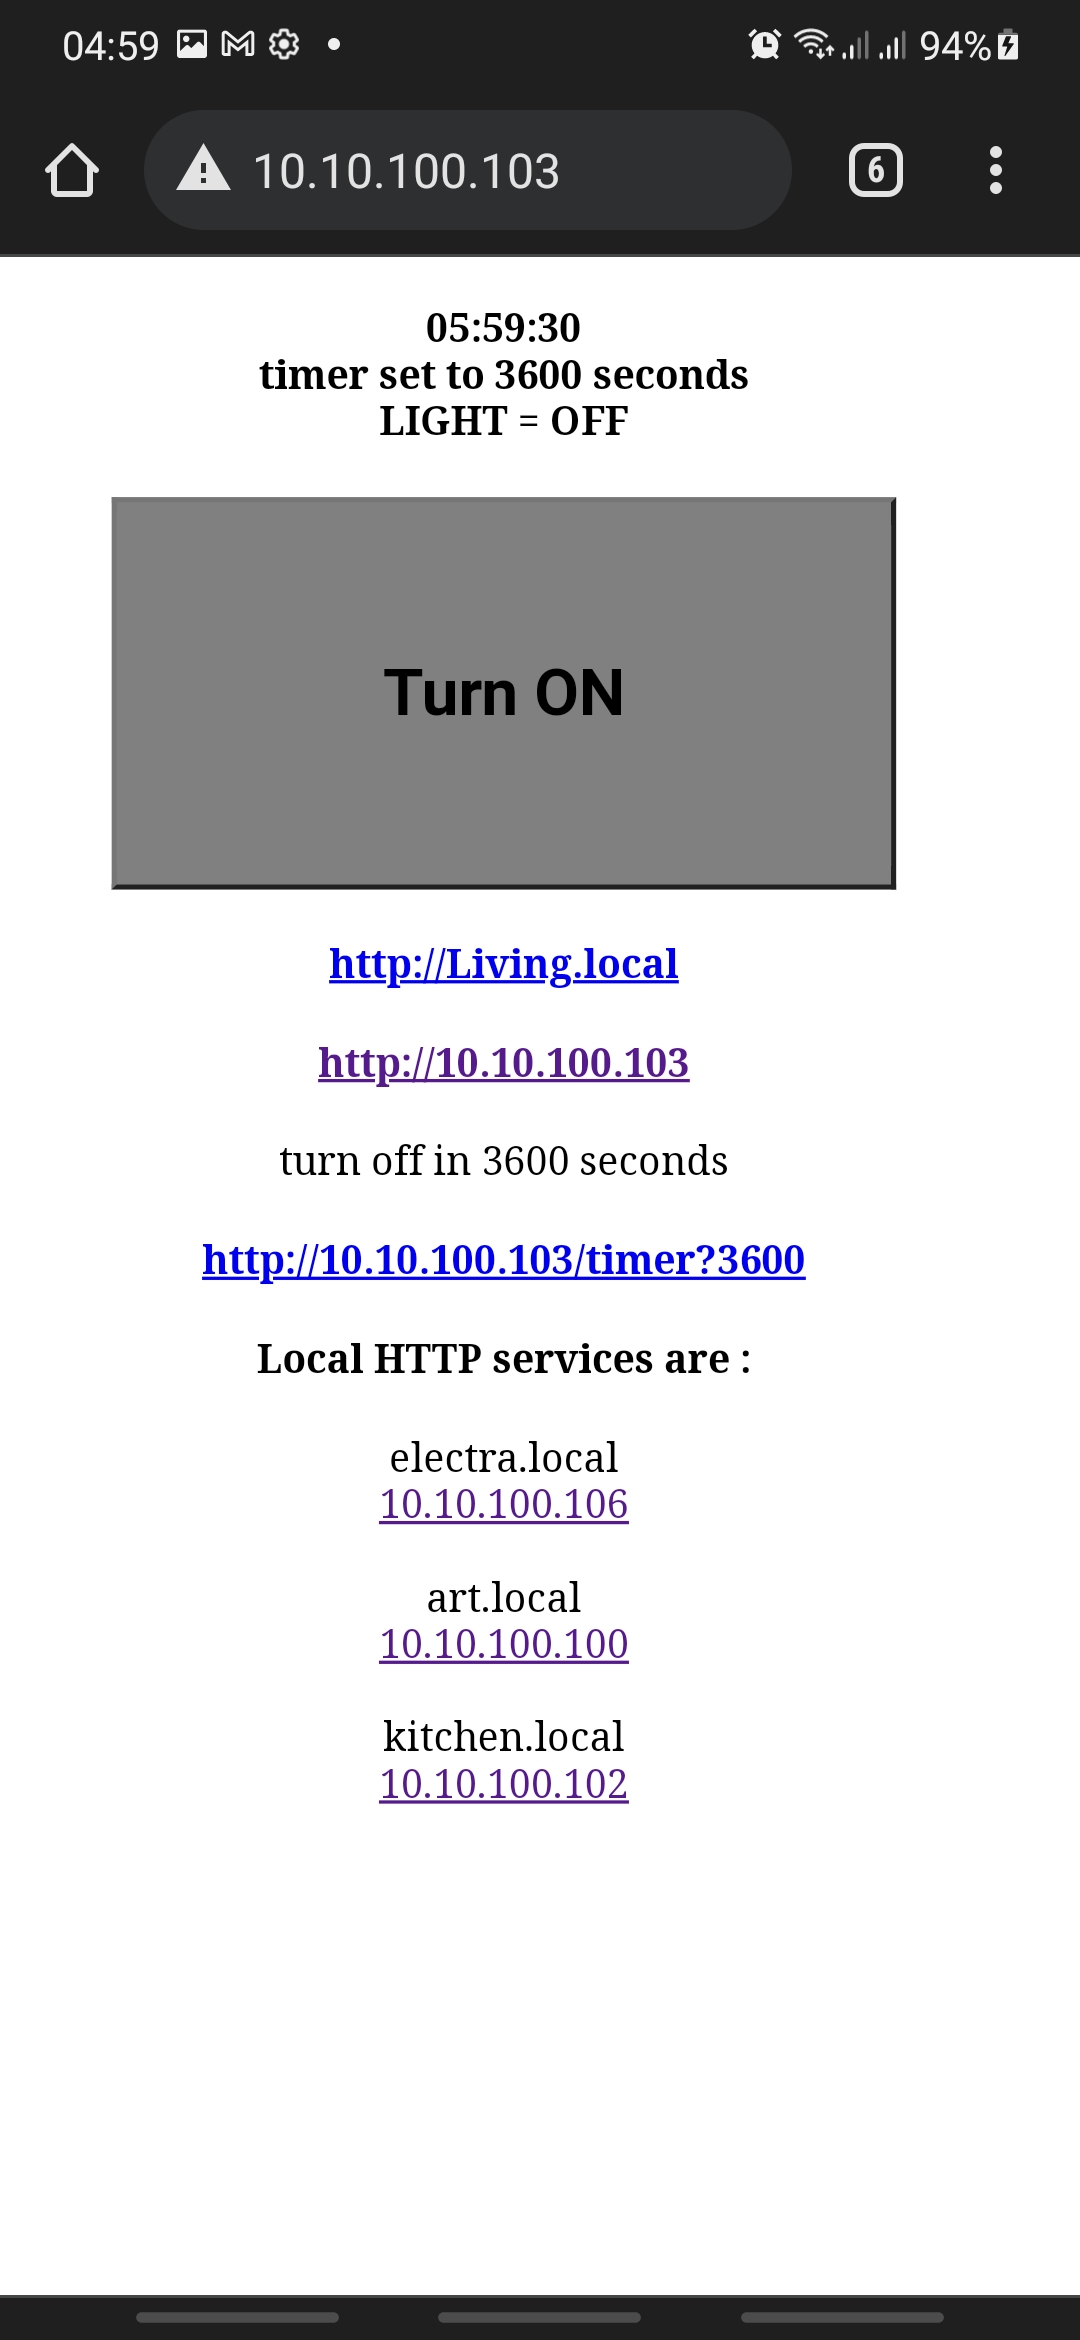 04:59 94%
10.10.100.103 6
05:59:30
timer set to 3600 seconds
LIGHT = OFF
Turn ON
http://Living.local
http://10.10.100.103
turn off in 3600 seconds
http://10.10.100.103/timer?3600
Local HTTP services are :
electra.local
10.10.100.106
art.local
10.10.100.100
kitchen.local
10.10.100.102